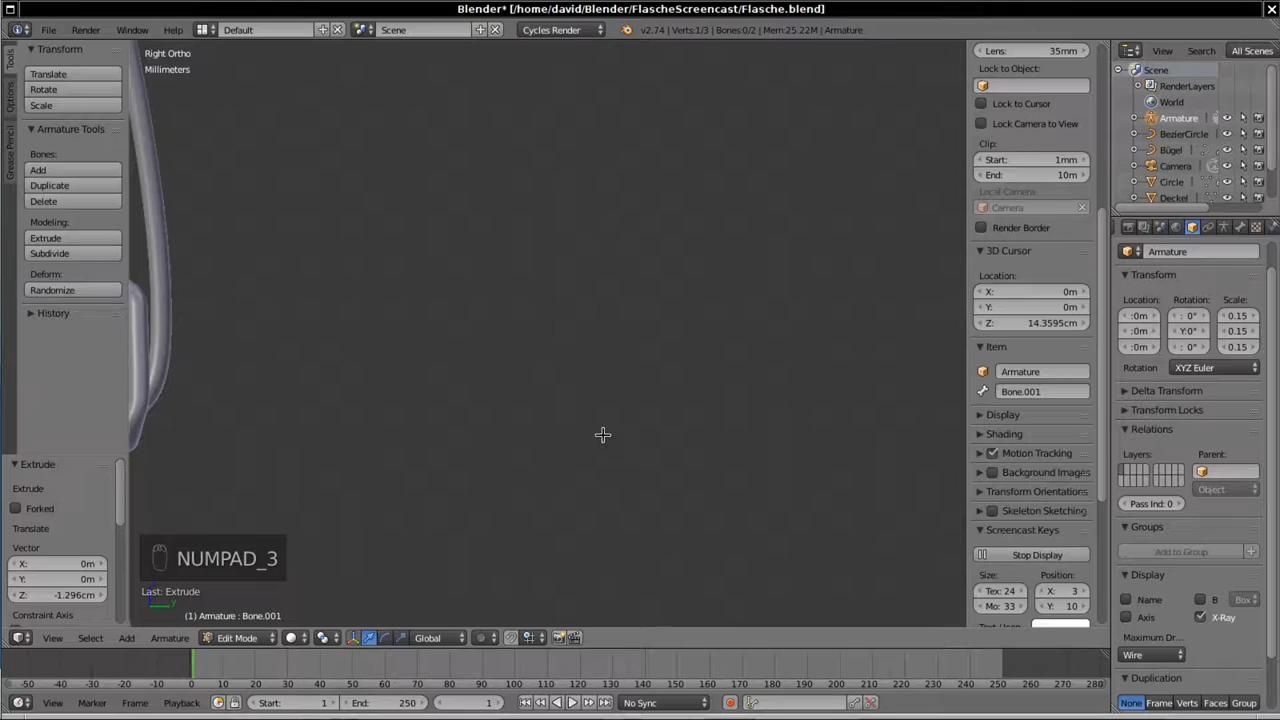 Blender* [/home/david/Blender/FlascheScreencast/Flasche.blend]
File Render Window Help Default Scene Cycles Render v2.74 | Verts:1/3 | Bones:0/2 | Mem:25.22M | Armature
Tools
Options
Grease Pencil
Transform
Translate
Rotate
Scale
Armature Tools
Bones:
Add
Duplicate
Delete
Modeling:
Extrude
Subdivide
Deform:
Randomize
History
Extrude
Extrude
Forked
Translate
Vector
X: 0m
Y: 0m
Z: -1.296cm
Constraint Axis
Right Ortho
Millimeters
NUMPAD_3
Last: Extrude
y
(1) Armature : Bone.001
Lens: 35mm
Lock to Object:
Lock to Cursor
Lock Camera to View
Clip:
Start: 1mm
End: 10m
Local Camera:
Camera
Render Border
3D Cursor
Location:
X: 0m
Y: 0m
Z: 14.3595cm
Item
Armature
Bone.001
Display
Shading
Motion Tracking
Background Images
Transform Orientations
Skeleton Sketching
Screencast Keys
Stop Display
Size: Position:
Tex: 24 X: 3
Mo: 33 Y: 10
View Search All Scenes
Scene
RenderLayers
World
Armature
BezierCircle
Bügel
Camera
Circle
Deckel
Armature
Transform
Location: Rotation: Scale:
:0m : 0° 0.15
:0m Y:0° 0.15
:0m : 0° 0.15
Rotation XYZ Euler
Delta Transform
Transform Locks
Relations
Layers: Parent:
Object
Pass Ind: 0
Groups
Add to Group
Display
Name B Box
Axis X-Ray
Maximum Dr...
Wire
Duplication
None Frame Verts Faces Group
View Select Add Armature Edit Mode Global
-50 -40 -30 -20 -10 0 10 20 30 40 50 60 70 80 90 100 110 120 130 140 150 160 170 180 190 200 210 220 230 240 250 260 270 280
View Marker Frame Playback Start: 1 End: 250 1 No Sync